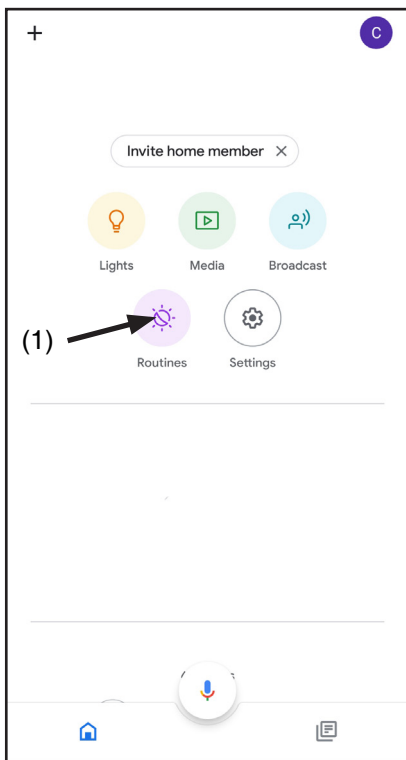 +
C
Invite home member ×
Lights Media Broadcast
(1)
Routines Settings